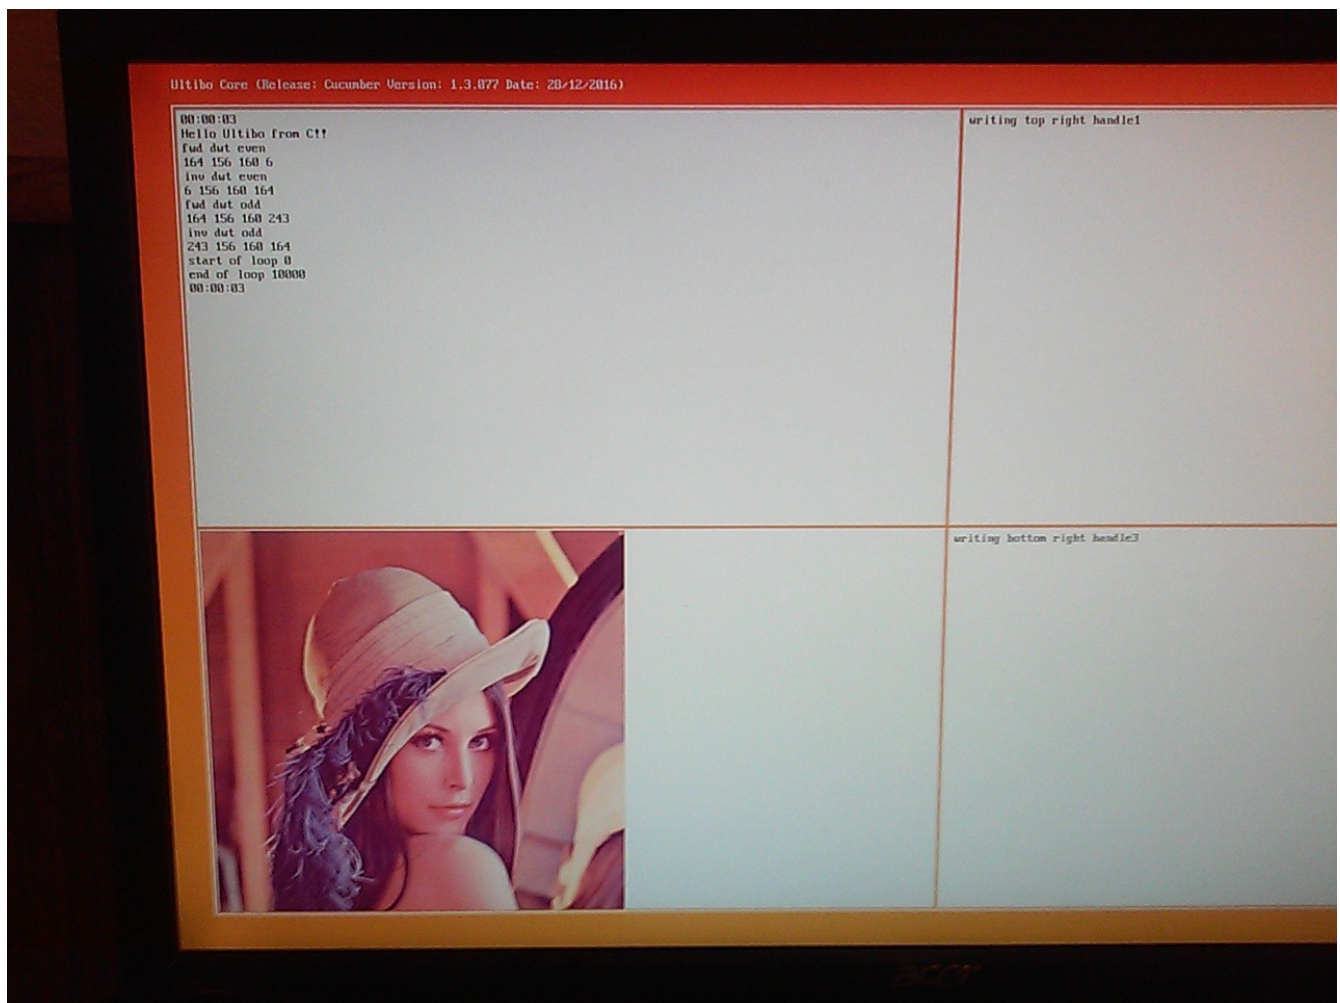 Ultibo Core (Release: Cucumber Version: 1.3.077 Date: 28/12/2016)
00:00:03
Hello Ultibo from C!!
fwd dwt even
164 156 160 6
inv dwt even
6 156 160 164
fwd dwt odd
164 156 160 243
inv dwt odd
243 156 160 164
start of loop 0
end of loop 10000
00:00:03
writing top right handle1
writing bottom right handle3
acer